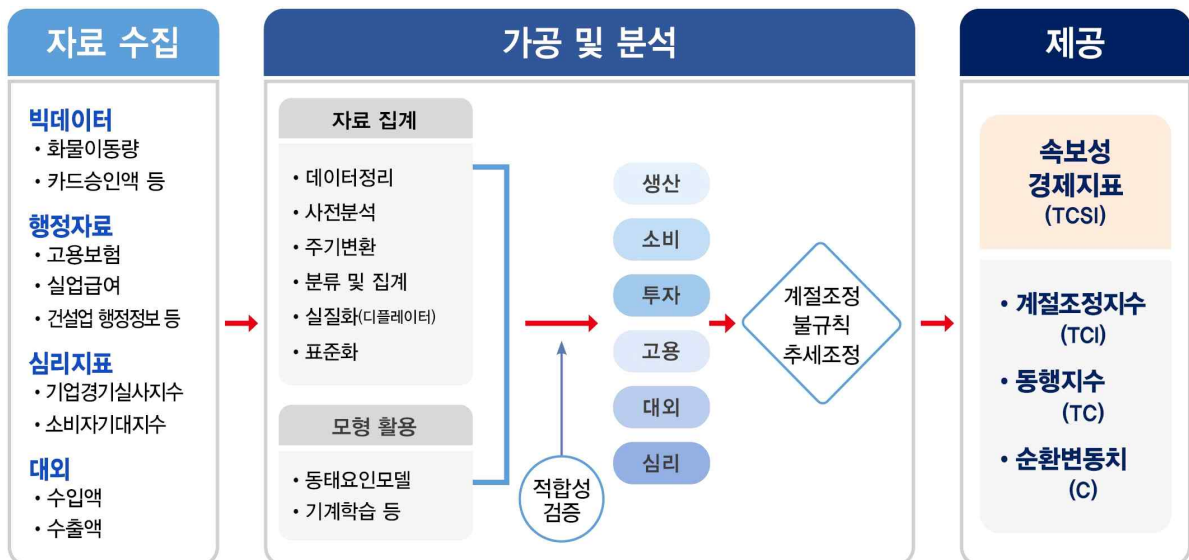 자료 수집
빅데이터
• 화물이동량
• 카드승인액 등
행정자료
• 고용보험
• 실업급여
• 건설업 행정정보 등
심리지표
• 기업경기실사지수
• 소비자기대지수
대외
• 수입액
• 수출액
가공 및 분석
자료 집계
• 데이터정리
• 사전분석
• 주기변환
• 분류 및 집계
• 실질화(디플레이터)
• 표준화
모형 활용
• 동태요인모델
• 기계학습 등
적합성
검증
생산
소비
투자
고용
대외
심리
계절조정
불규칙
추세조정
제공
속보성
경제지표
(TCSI)
• 계절조정지수
(TCI)
• 동행지수
(TC)
• 순환변동치
(C)